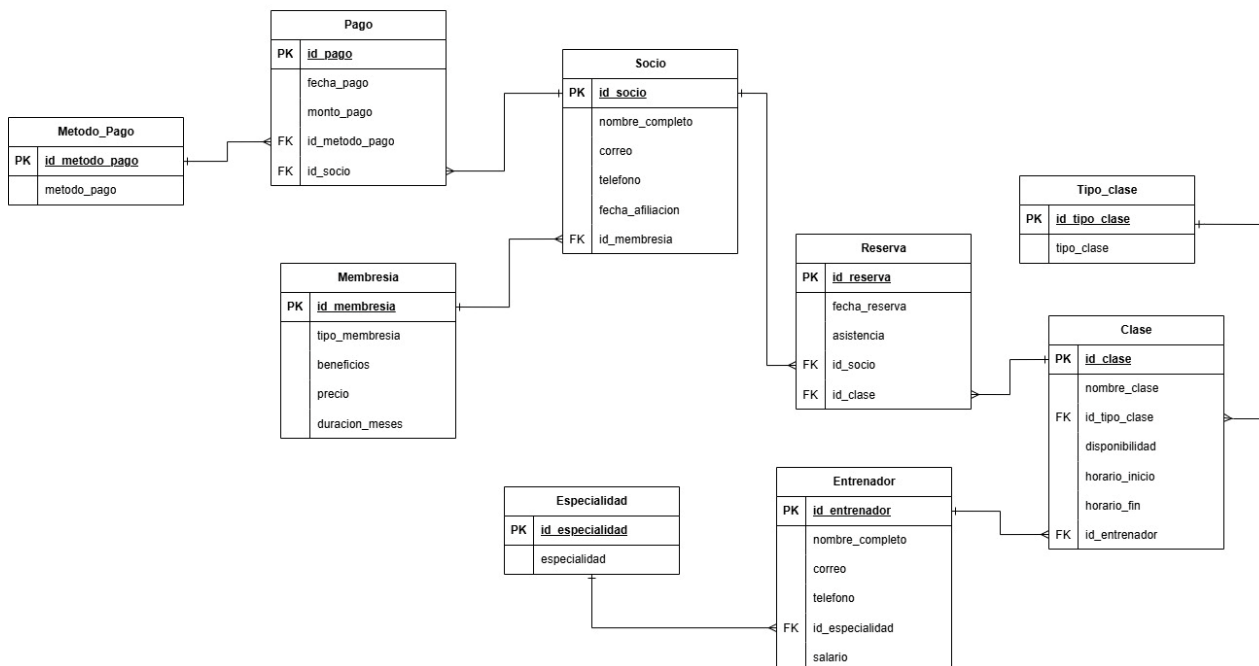 Pago
PK id_pago
fecha_pago
monto_pago
FK id_metodo_pago
FK id_socio
Metodo_Pago
PK id_metodo_pago
metodo_pago
Socio
PK id_socio
nombre_completo
correo
telefono
fecha_afiliacion
FK id_membresia
Membresia
PK id_membresia
tipo_membresia
beneficios
precio
duracion_meses
Reserva
PK id_reserva
fecha_reserva
asistencia
FK id_socio
FK id_clase
Tipo_clase
PK id_tipo_clase
tipo_clase
Clase
PK id_clase
nombre_clase
FK id_tipo_clase
disponibilidad
horario_inicio
horario_fin
FK id_entrenador
Especialidad
PK id_especialidad
especialidad
Entrenador
PK id_entrenador
nombre_completo
correo
telefono
FK id_especialidad
salario